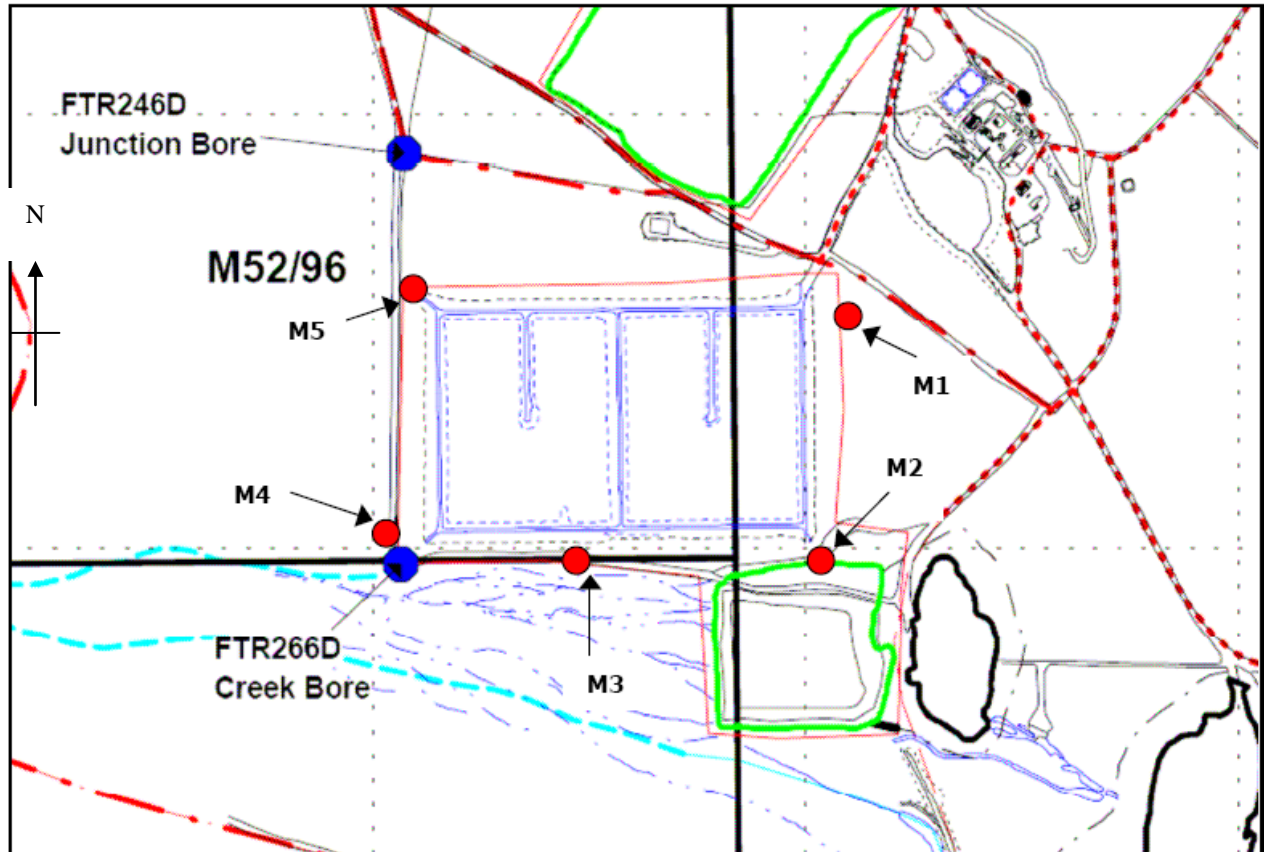 FTR246D
Junction Bore
N
M52/96
M5
M1
M2
M4
FTR266D
Creek Bore
M3